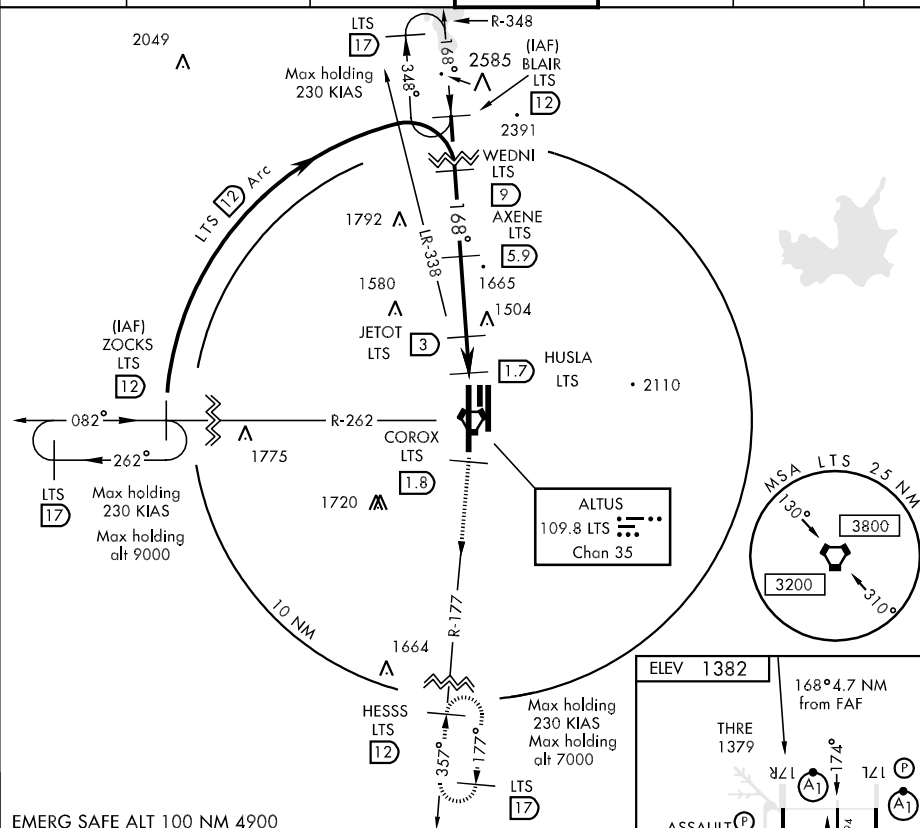 LTS
17
R-348
2049
2585
(IAF)
BLAIR
LTS
12
Max holding
230 KIAS
348°
168°
2391
WEDNI
LTS
9
LTS 12 Arc
168°
AXENE
LTS
5.9
1792
LR-338
1580
1665
1504
JETOT
LTS
3
1.7
HUSLA
LTS
(IAF)
ZOCKS
LTS
12
2110
082°
R-262
262°
1775
COROX
LTS
1.8
LTS
17
Max holding
230 KIAS
Max holding
alt 9000
1720
ALTUS
109.8 LTS
Chan 35
MSA LTS 25 NM
130°
3800
3200
310°
10 NM
R-177
1664
HESSS
LTS
12
357°
177°
Max holding
230 KIAS
Max holding
alt 7000
LTS
17
ELEV 1382
168° 4.7 NM
from FAF
THRE
1379
174°
17R
A1
17L
P
A1
ASSAULT P
EMERG SAFE ALT 100 NM 4900